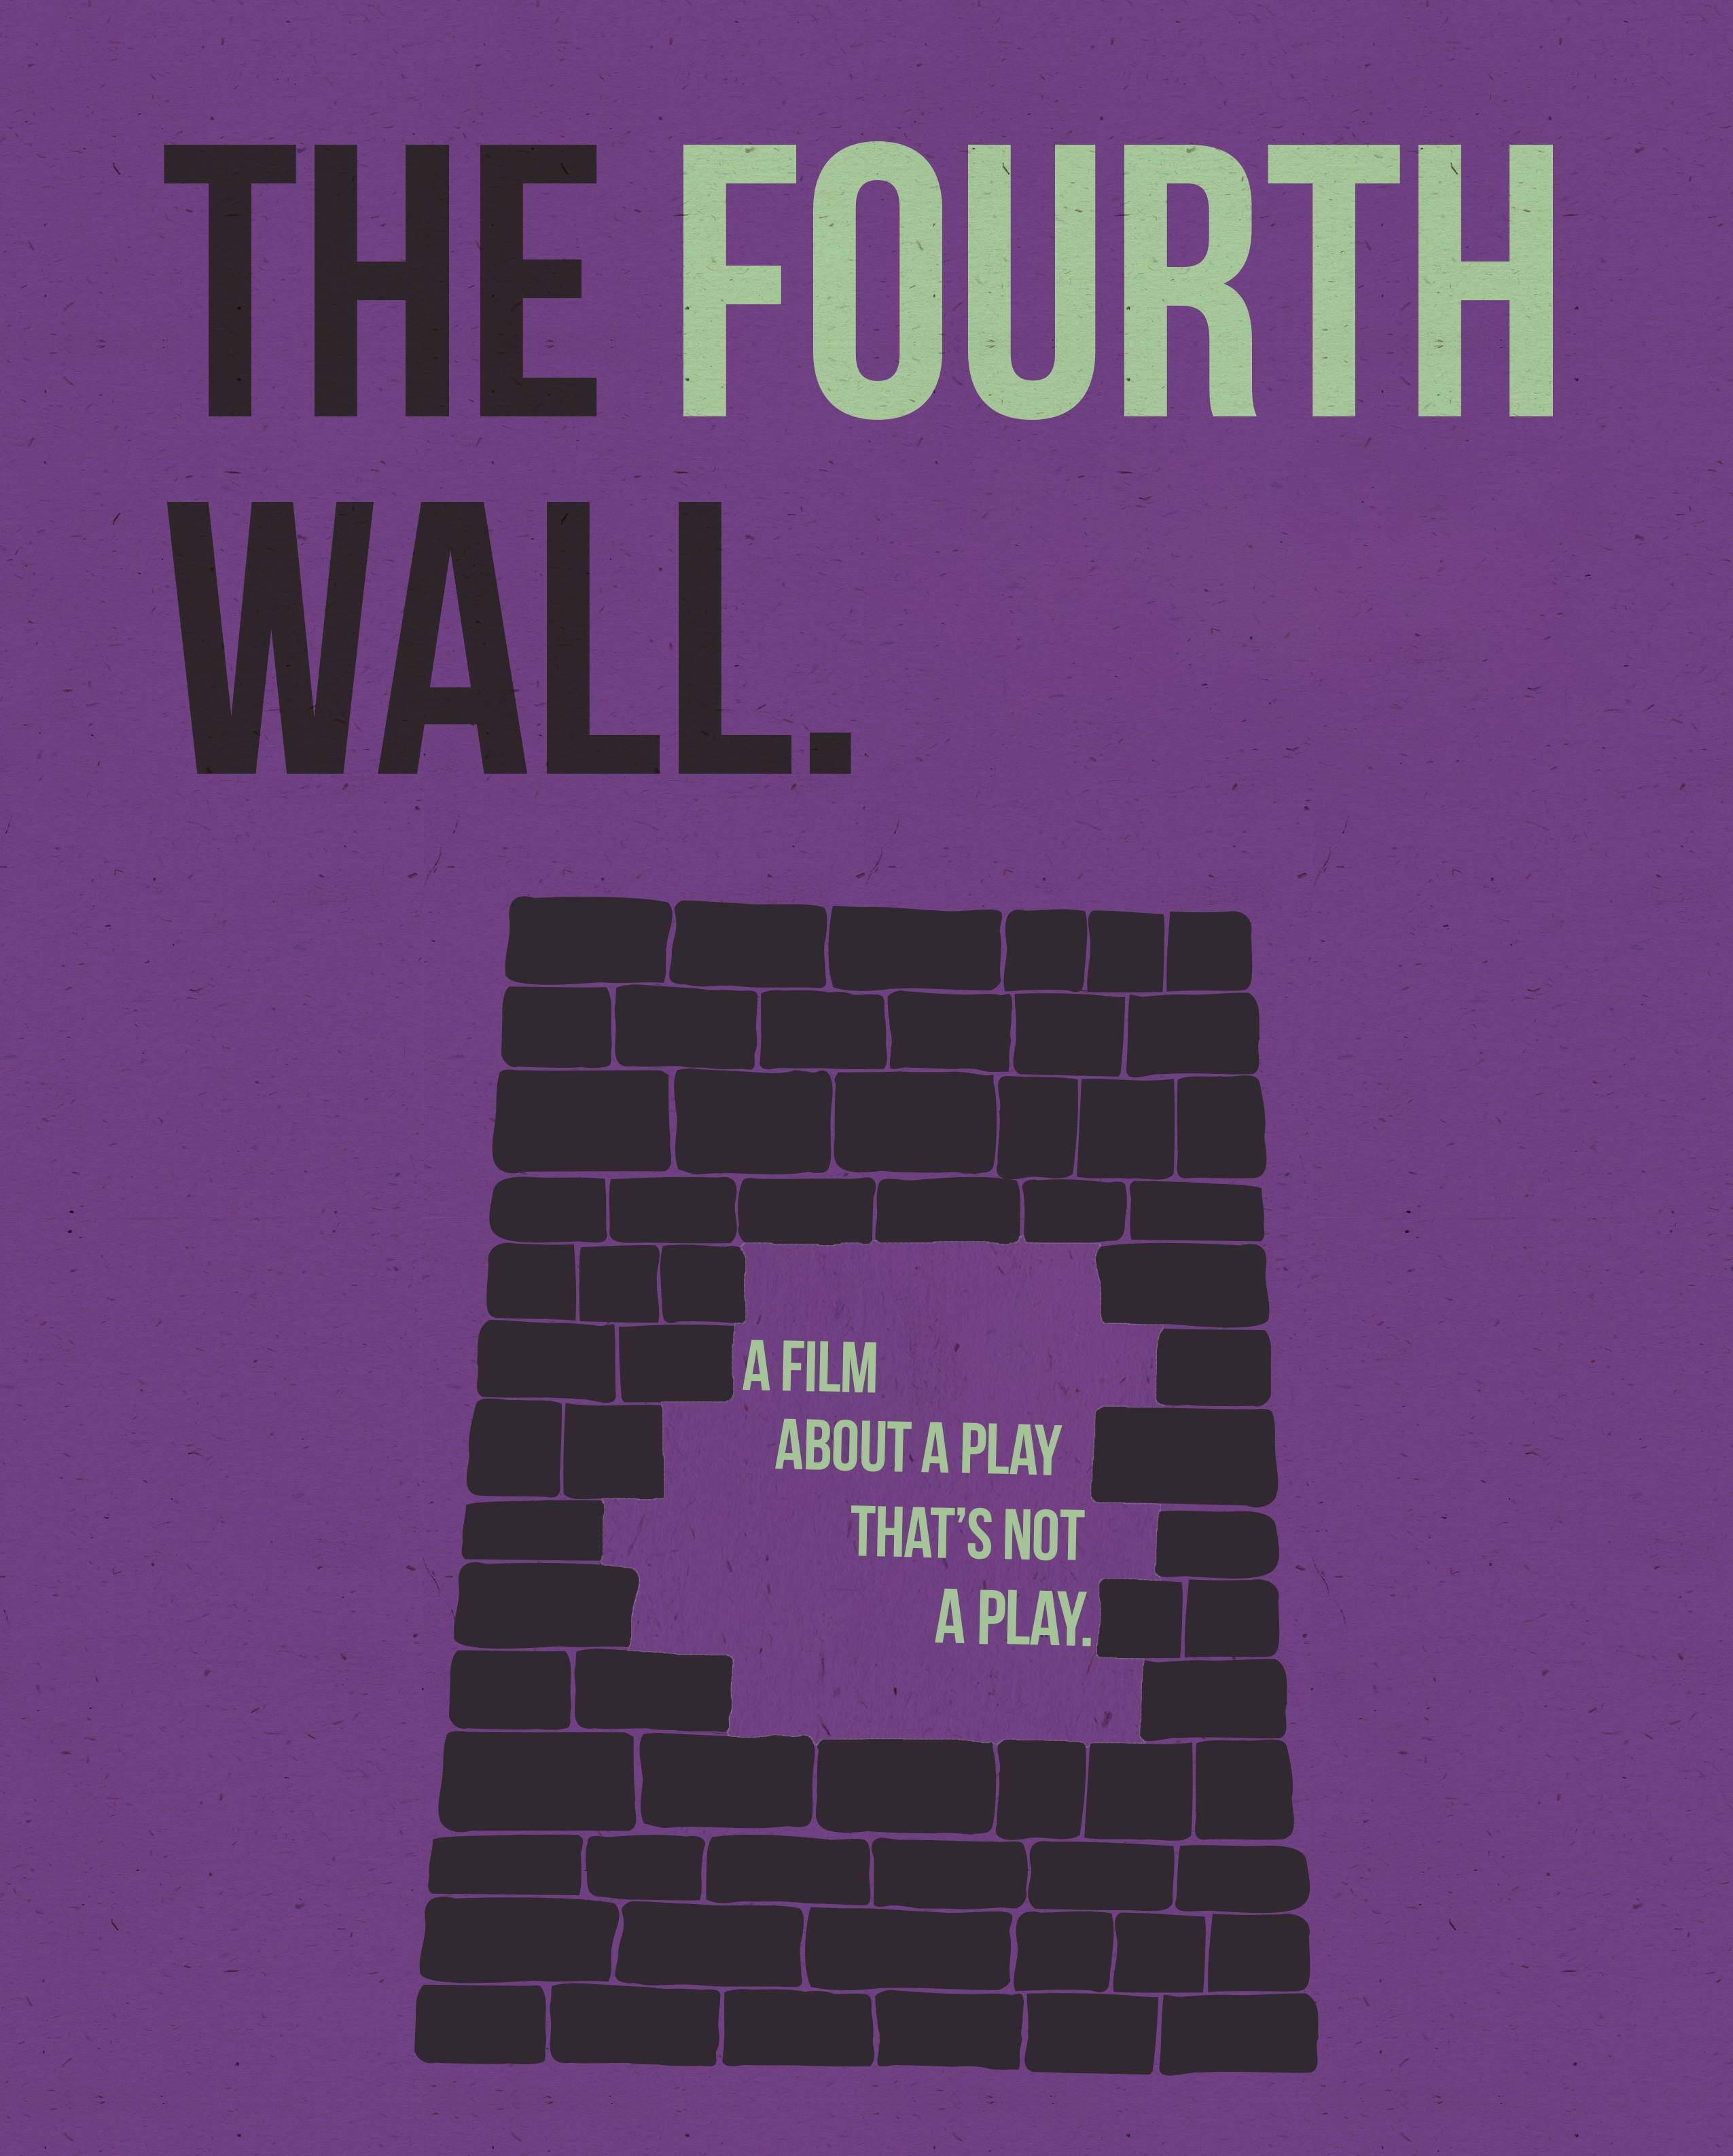 THE FOURTH
WALL.
A FILM
ABOUT A PLAY
THAT’S NOT
A PLAY.